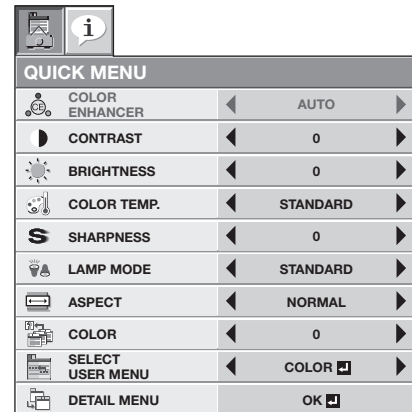 i
QUICK MENU
CE
COLOR
ENHANCER
AUTO
CONTRAST
0
BRIGHTNESS
0
COLOR TEMP.
STANDARD
S SHARPNESS
0
LAMP MODE
STANDARD
ASPECT
NORMAL
COLOR
0
SELECT
USER MENU
COLOR
DETAIL MENU
OK